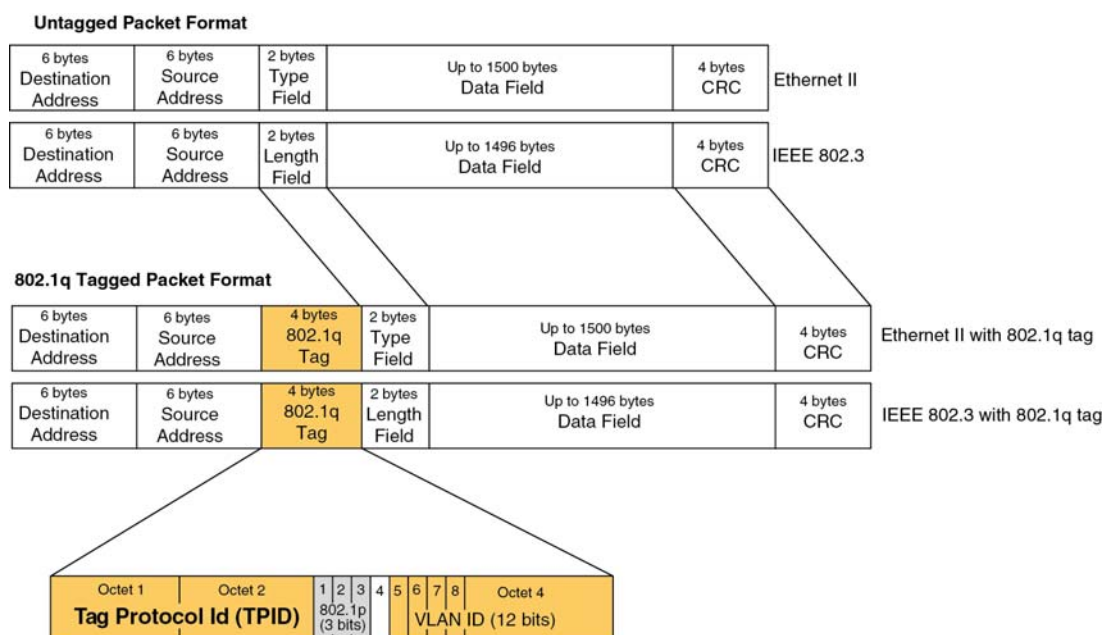 Untagged Packet Format
6 bytes 6 bytes 2 bytes Up to 1500 bytes 4 bytes
Destination Source Type Data Field CRC Ethernet II
Address Address Field
6 bytes 6 bytes 2 bytes Up to 1496 bytes 4 bytes
Destination Source Length Data Field CRC IEEE 802.3
Address Address Field
802.1q Tagged Packet Format
6 bytes 6 bytes 4 bytes 2 bytes Up to 1500 bytes 4 bytes
Destination Source 802.1q Type Data Field CRC Ethernet II with 802.1q tag
Address Address Tag Field
6 bytes 6 bytes 4 bytes 2 bytes Up to 1496 bytes 4 bytes
Destination Source 802.1q Length Data Field CRC IEEE 802.3 with 802.1q tag
Address Address Tag Field
Octet 1 Octet 2 1 2 3 4 5 6 7 8 Octet 4
Tag Protocol Id (TPID) 802.1p VLAN ID (12 bits)
(3 bits)